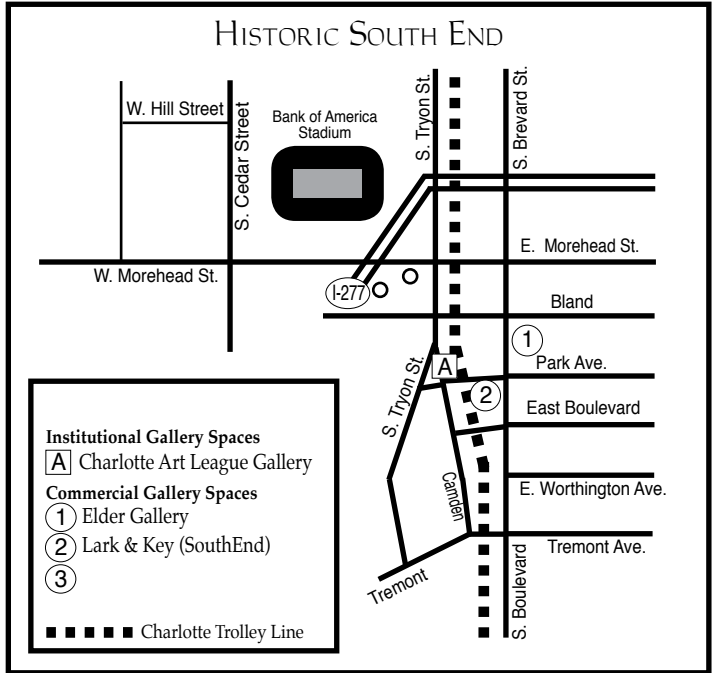 HISTORIC SOUTH END
W. Hill Street
S. Cedar Street
Bank of America
Stadium
S. Tryon St.
S. Brevard St.
W. Morehead St.
E. Morehead St.
I-277
Bland
1
Park Ave.
A
S. Tryon St.
2
East Boulevard
Camden
E. Worthington Ave.
Tremont Ave.
Tremont
S. Boulevard
Institutional Gallery Spaces
A Charlotte Art League Gallery
Commercial Gallery Spaces
1 Elder Gallery
2 Lark & Key (SouthEnd)
3
Charlotte Trolley Line